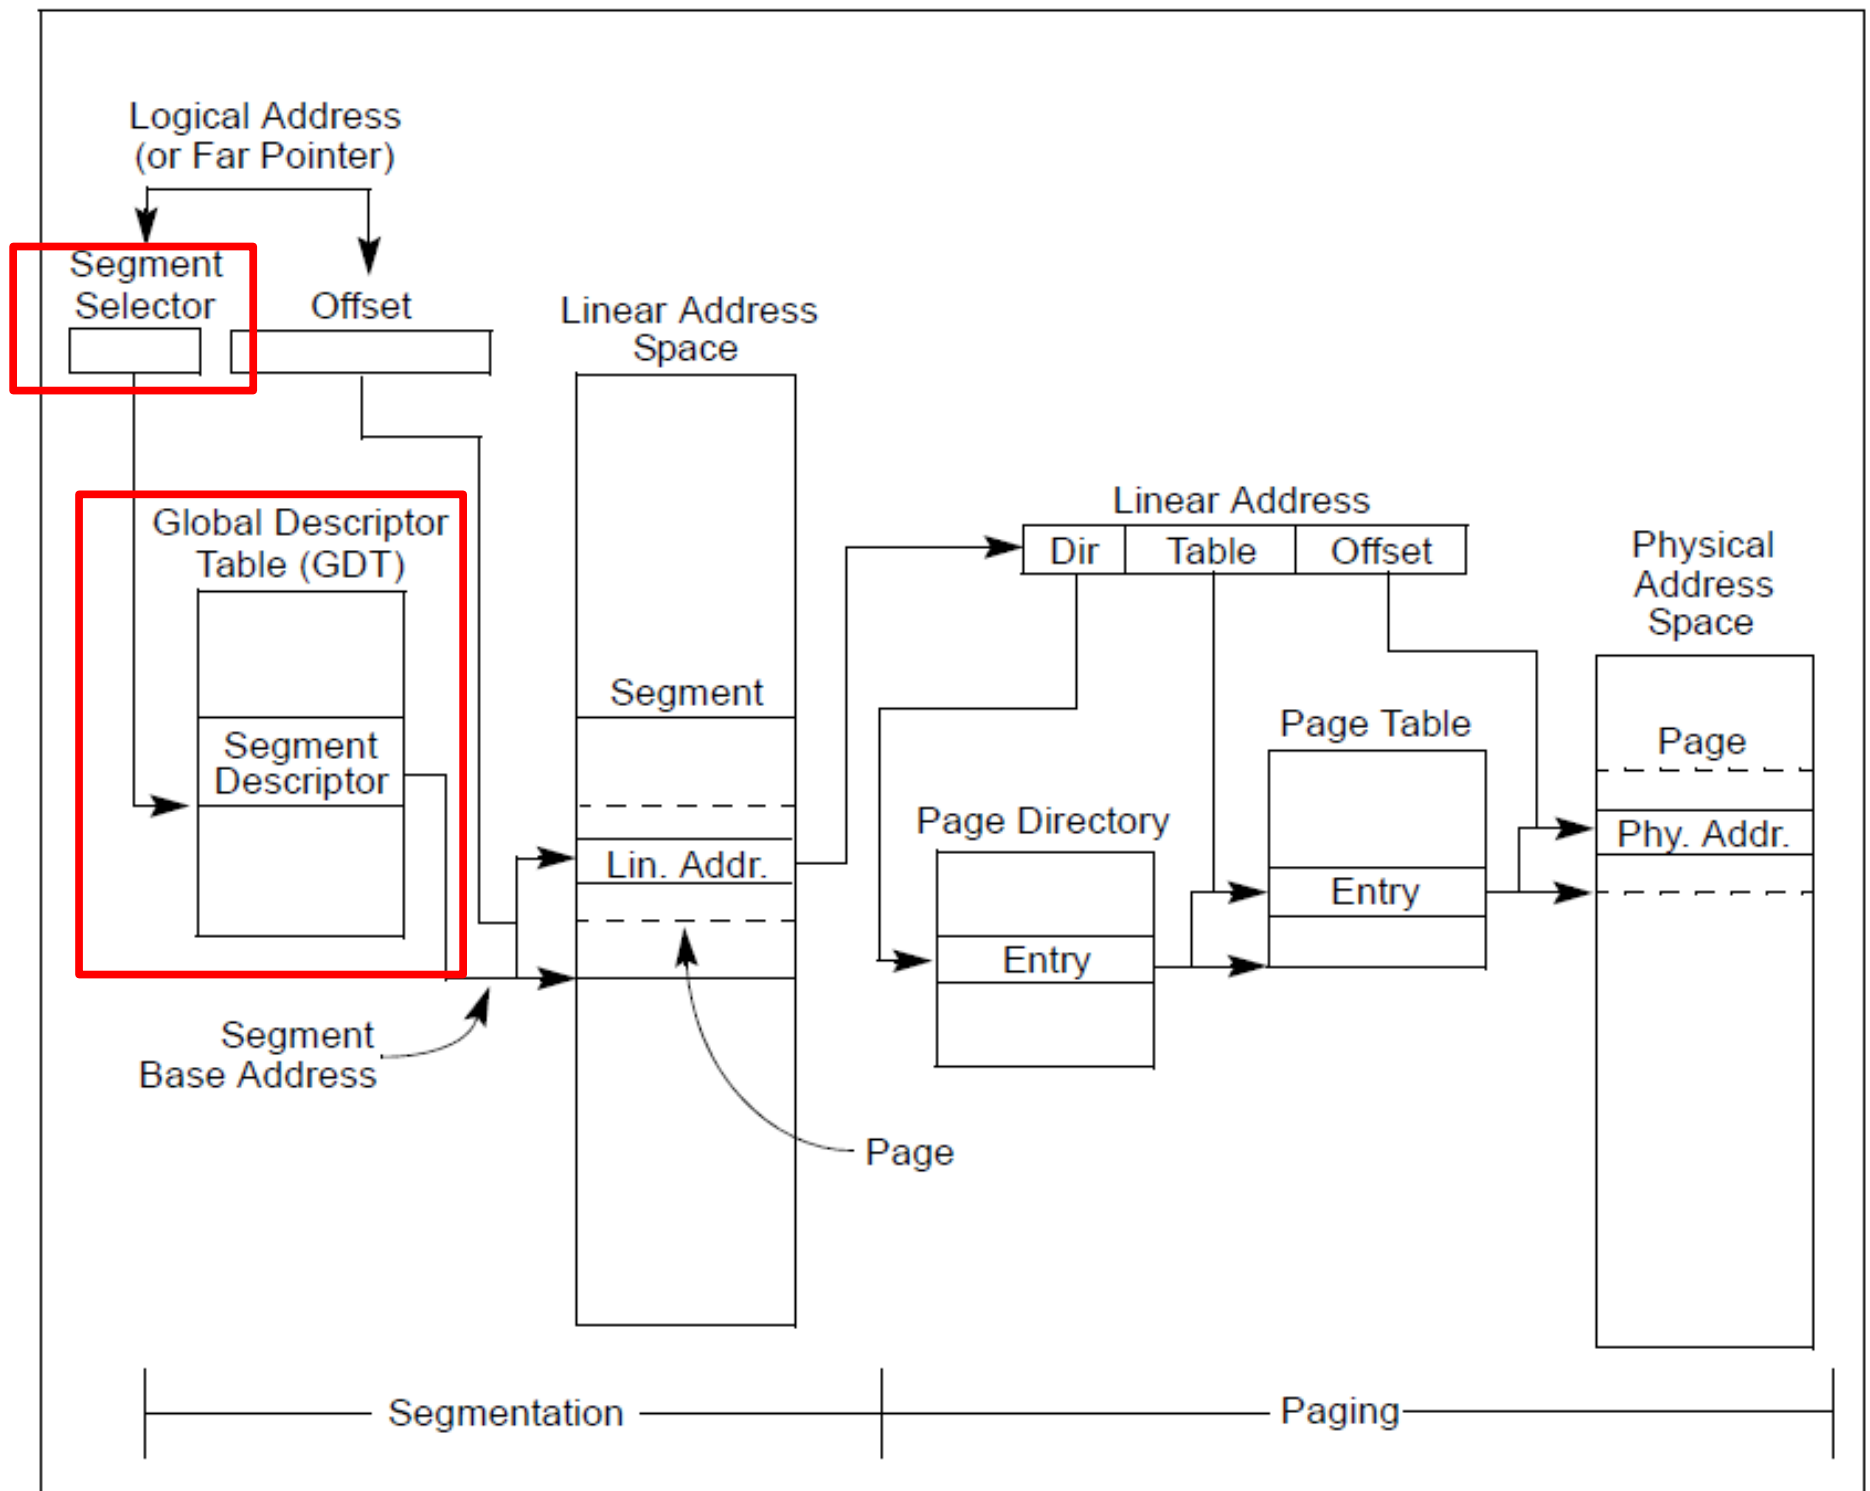 Logical Address
(or Far Pointer)
Segment
Selector
Offset
Linear Address
Space
Global Descriptor
Table (GDT)
Segment
Descriptor
Segment
Lin. Addr.
Segment
Base Address
Page
Linear Address
Dir
Table
Offset
Page Directory
Entry
Page Table
Entry
Physical
Address
Space
Page
Phy. Addr.
Segmentation
Paging